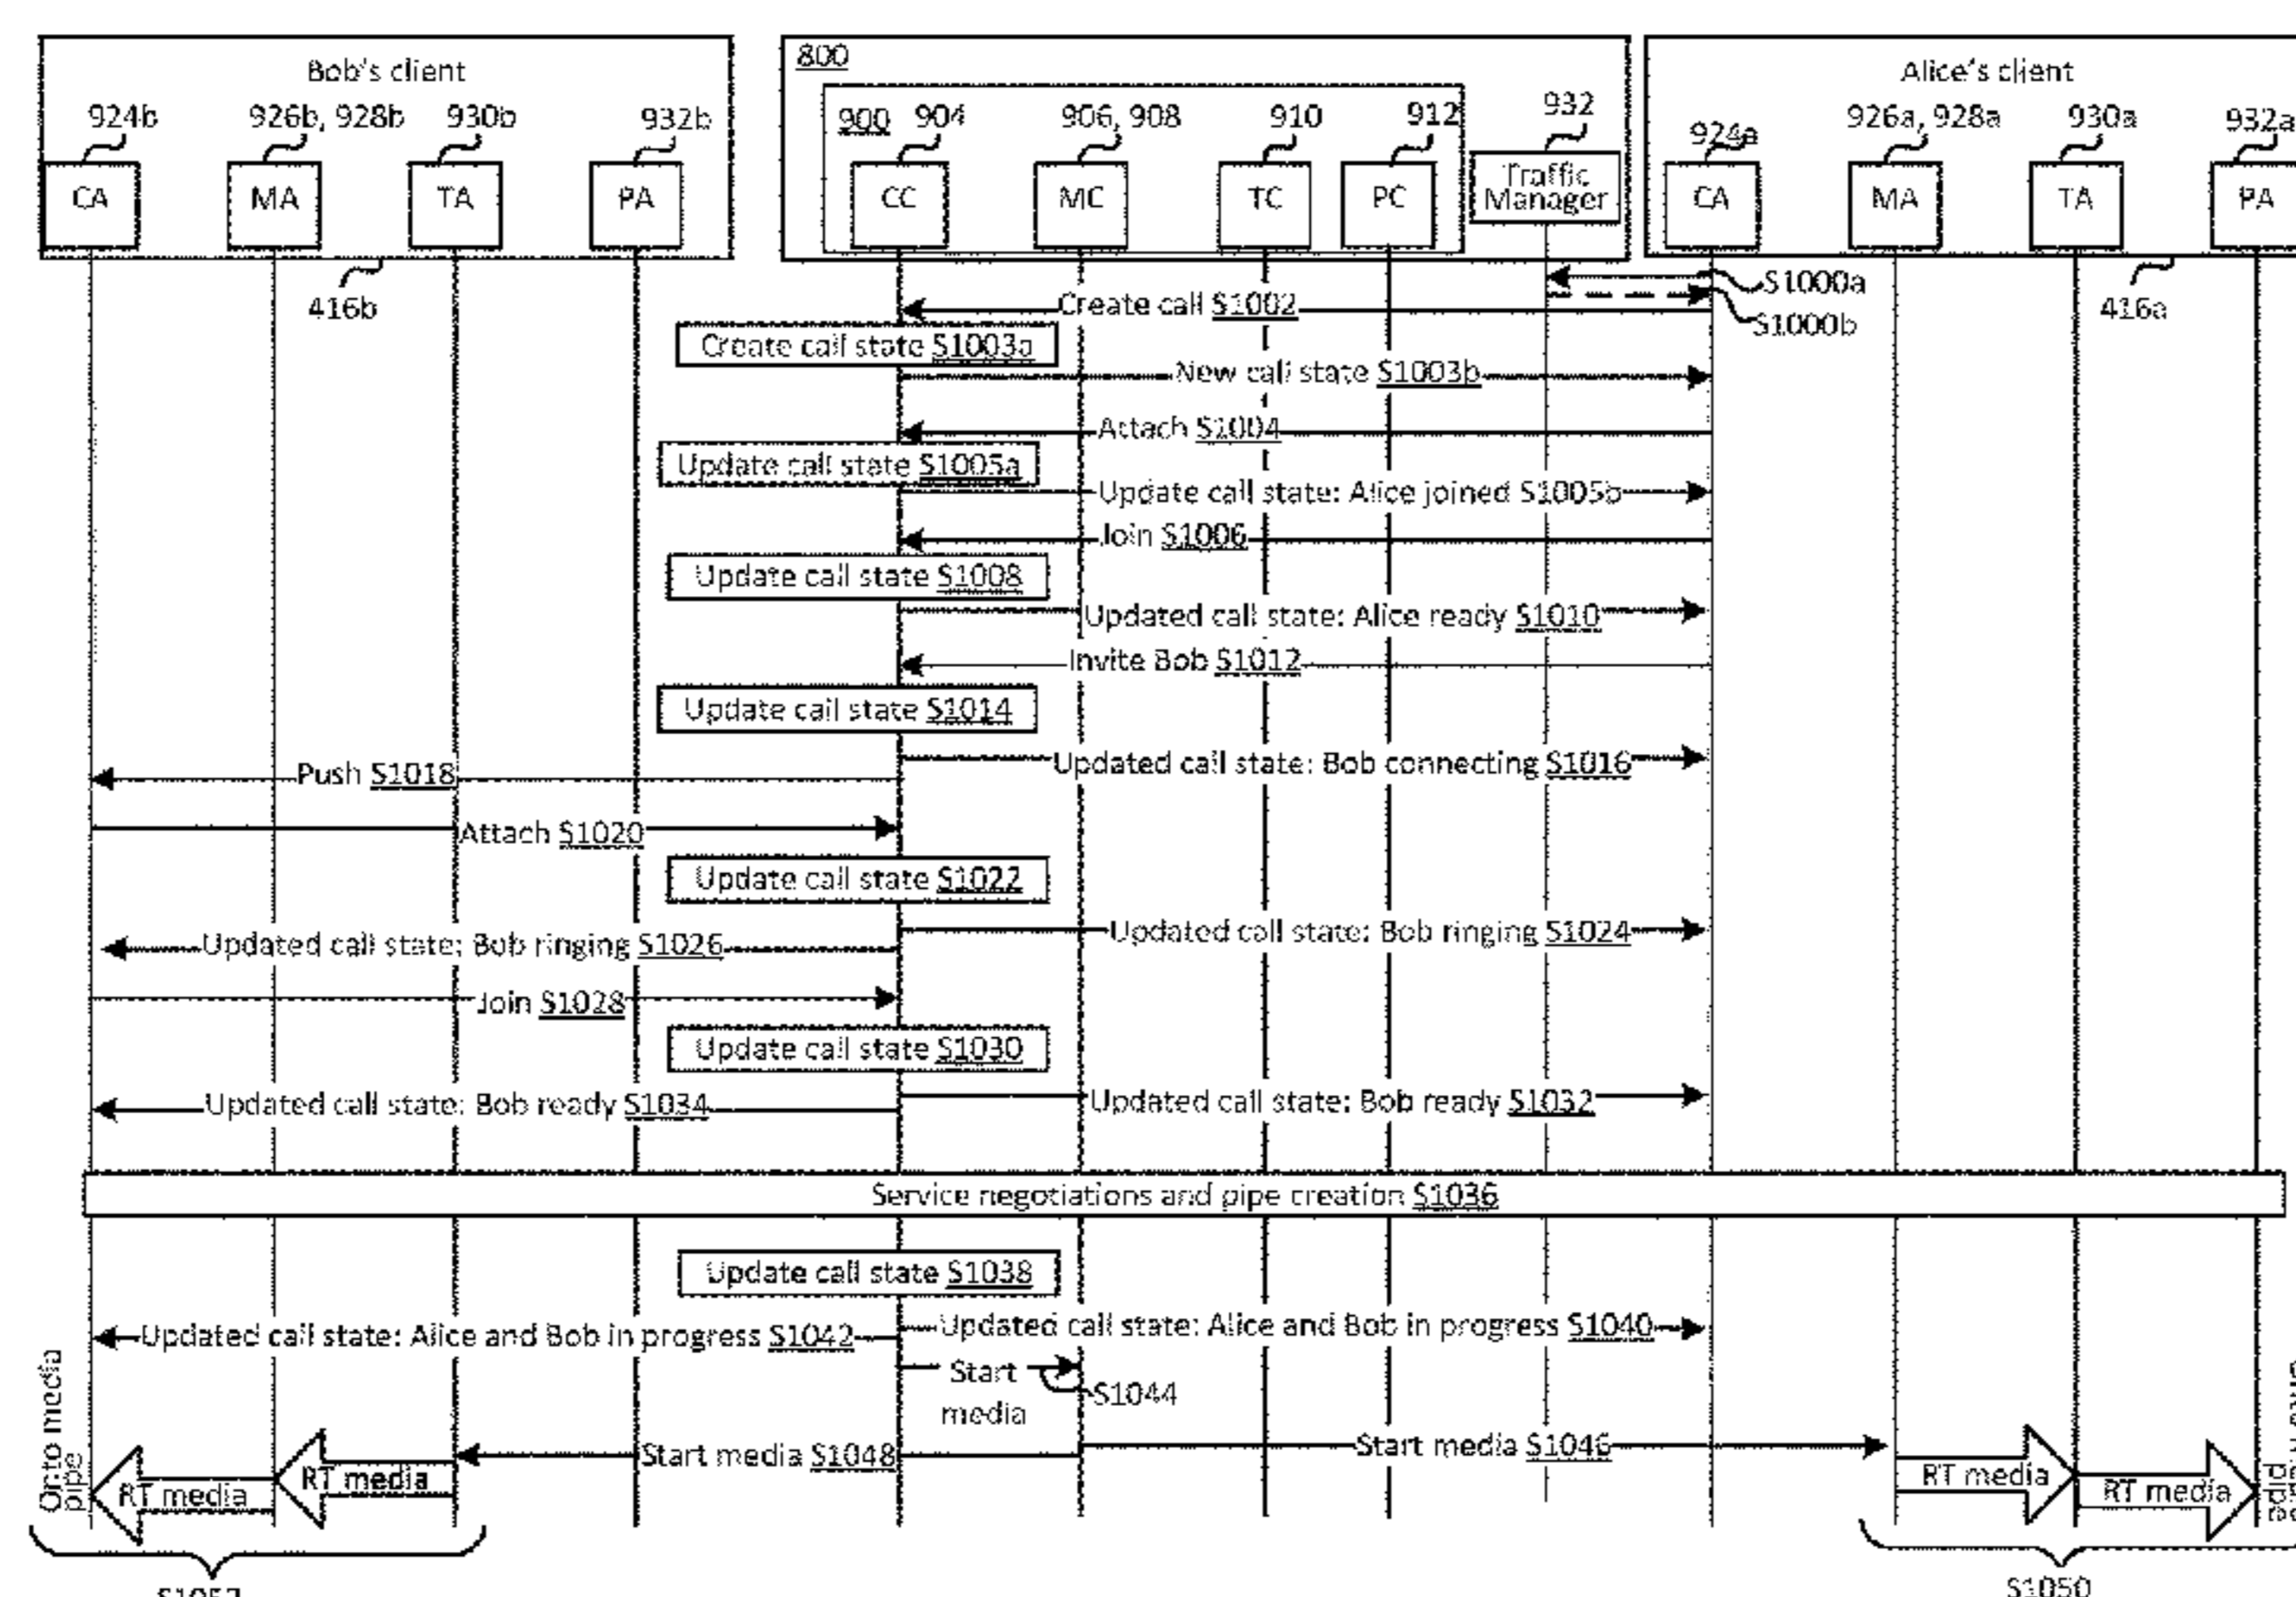 Bob's client
800
Alice's client
924b
926b, 928b
930b
932b
900
904
906, 908
910
912
932
924a
926a, 928a
930a
932a
CA
MA
TA
PA
CC
MC
TC
PC
Traffic
Manager
CA
MA
TA
PA
416b
416a
S1000a
S1000b
Create call S1002
Create call state S1003a
New call state S1003b
Attach S1004
Update call state S1005a
Update call state: Alice joined S1005b
Join S1006
Update call state S1008
Updated call state: Alice ready S1010
Invite Bob S1012
Update call state S1014
Updated call state: Bob connecting S1016
Push S1018
Attach S1020
Update call state S1022
Updated call state: Bob ringing S1024
Updated call state: Bob ringing S1026
Join S1028
Update call state S1030
Updated call state: Bob ready S1034
Updated call state: Bob ready S1032
Service negotiations and pipe creation S1036
Update call state S1038
Updated call state: Alice and Bob in progress S1042
Updated call state: Alice and Bob in progress S1040
Start
media
S1044
Start media S1048
Start media S1046
Onto media
pipe
RT media
RT media
RT media
RT media
pipe
S1050